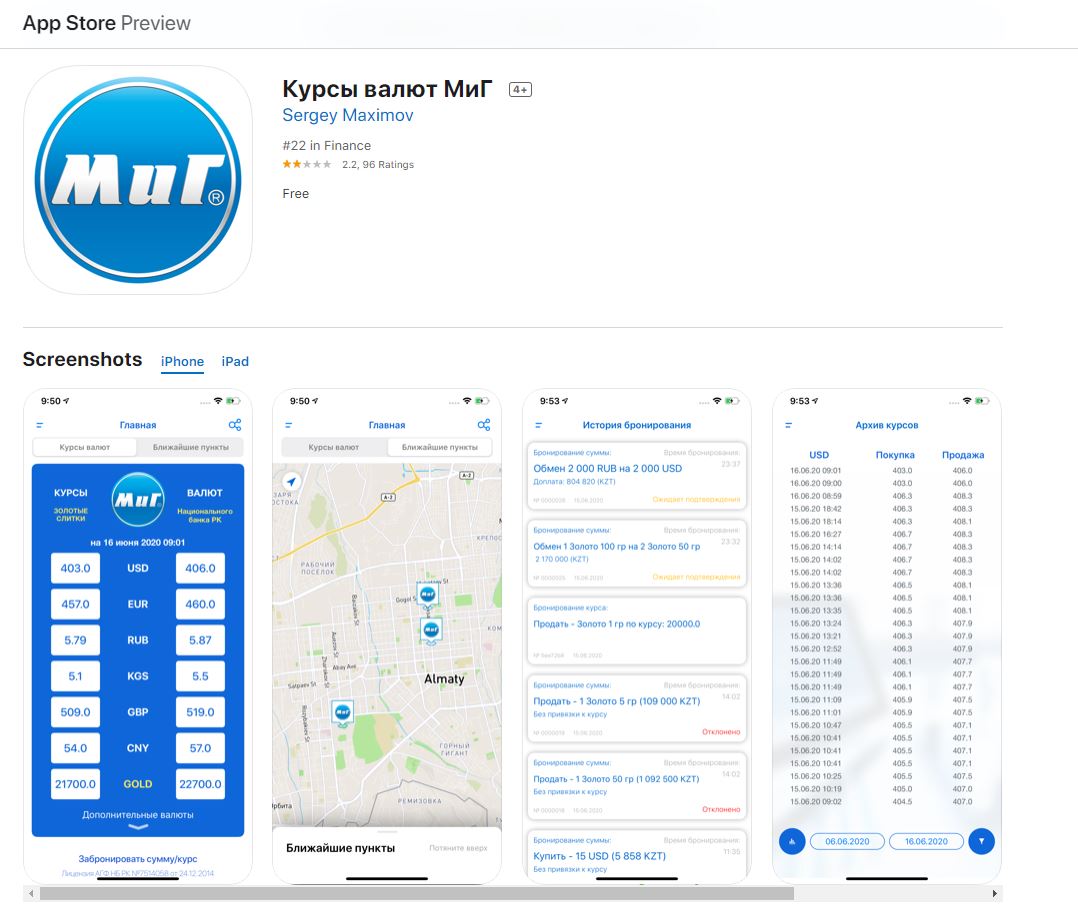 App Store Preview
МиГ®
Курсы валют МиГ 4+
Sergey Maximov
#22 in Finance
2.2, 96 Ratings
Free
Screenshots iPhone iPad
9:50
Главная
Курсы валют Ближайшие пункты
КУРСЫ МиГ ВАЛЮТ
ЗОЛОТЫЕ СЛИТКИ Национального банка РК
на 16 июня 2020 09:01
403.0 USD 406.0
457.0 EUR 460.0
5.79 RUB 5.87
5.1 KGS 5.5
509.0 GBP 519.0
54.0 CNY 57.0
21700.0 GOLD 22700.0
Дополнительные валюты
Забронировать сумму/курс
Лицензия АГФ НБ РК №7514058 от 24.12.2014
9:50
Главная
Курсы валют Ближайшие пункты
A-2
A-2
РАБОЧИЙ ПОСЁЛОК
Gogol St
МиГ
МиГ
Abay Ave
Satpaev St
Almaty
МиГ
ГОРНЫЙ ГИГАНТ
РЕМИЗОВКА
Ближайшие пункты Потяните вверх
9:53
История бронирования
Бронирование суммы: Время бронирования:
23:37
Обмен 2 000 RUB на 2 000 USD
Доплата: 804 820 (KZT)
15.06.2020 Ожидает подтверждения
Бронирование суммы: Время бронирования:
23:32
Обмен 1 Золото 100 гр на 2 Золото 50 гр
2 170 000 (KZT)
15.06.2020 Ожидает подтверждения
Бронирование курса:
Продать - Золото 1 гр по курсу: 20000.0
15.06.2020
Бронирование суммы: Время бронирования:
14:02
Продать - 1 Золото 5 гр (109 000 KZT)
Без привязки к курсу
15.06.2020 Отклонено
Бронирование суммы: Время бронирования:
14:02
Продать - 1 Золото 50 гр (1 092 500 KZT)
Без привязки к курсу
15.06.2020 Отклонено
Бронирование суммы: Время бронирования:
11:35
Купить - 15 USD (5 858 KZT)
Без привязки к курсу
9:53
Архив курсов
USD Покупка Продажа
16.06.20 09:01 403.0 406.0
16.06.20 09:00 403.0 406.0
16.06.20 08:59 406.3 408.3
15.06.20 18:42 406.3 408.3
15.06.20 18:14 406.3 408.1
15.06.20 16:27 406.7 408.3
15.06.20 14:14 406.7 408.3
15.06.20 14:02 406.7 408.3
15.06.20 14:02 406.7 408.3
15.06.20 13:36 406.5 408.1
15.06.20 13:36 406.5 408.1
15.06.20 13:35 406.5 408.1
15.06.20 13:24 406.3 407.9
15.06.20 13:21 406.3 407.9
15.06.20 12:52 406.3 407.9
15.06.20 11:49 406.1 407.7
15.06.20 11:49 406.1 407.7
15.06.20 11:49 406.1 407.7
15.06.20 11:09 405.9 407.5
15.06.20 11:01 405.9 407.5
15.06.20 10:47 405.5 407.1
15.06.20 10:41 405.5 407.1
15.06.20 10:41 405.5 407.1
15.06.20 10:41 405.5 407.1
15.06.20 10:25 405.5 407.5
15.06.20 10:19 405.0 407.0
15.06.20 09:02 404.5 407.0
06.06.2020 16.06.2020